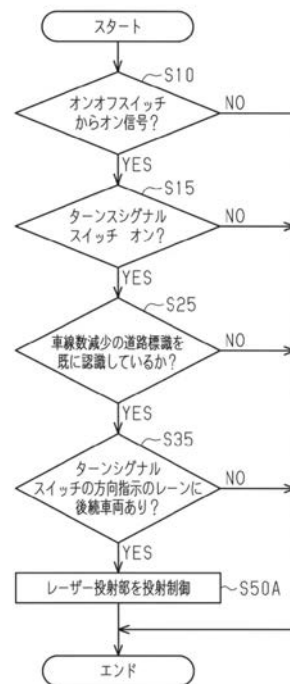 スタート
S10
オンオフスイッチ
からオン信号？
NO
YES
S15
ターンスシグナル
スイッチ オン？
NO
YES
S25
車線数減少の道路標識を
既に認識しているか？
NO
YES
S35
ターンシグナル
スイッチの方向指示のレーンに
後続車両あり？
NO
YES
レーザー投射部を投射制御
S50A
エンド